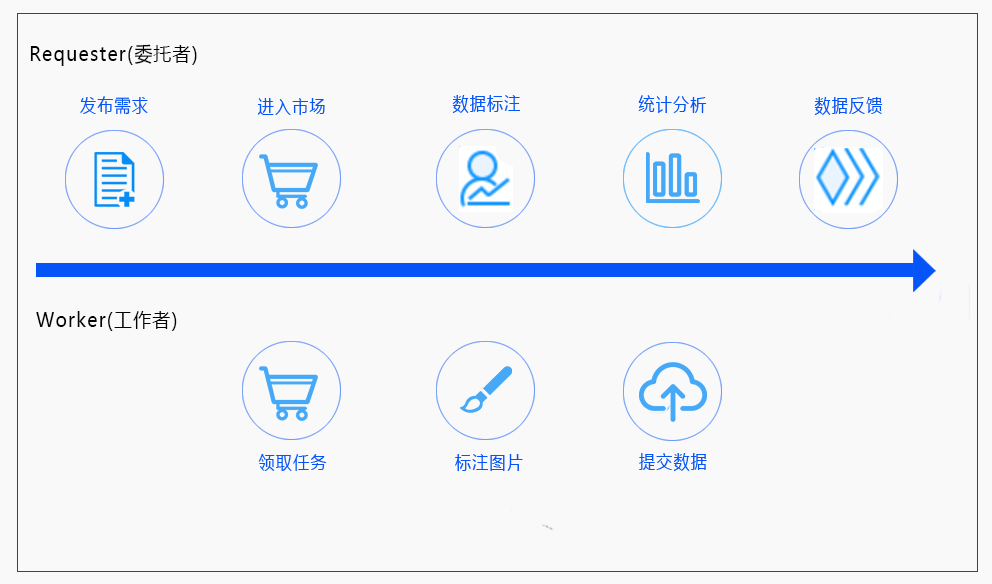 Requester(委托者)
发布需求 进入市场 数据标注 统计分析 数据反馈
Worker(工作者)
领取任务 标注图片 提交数据